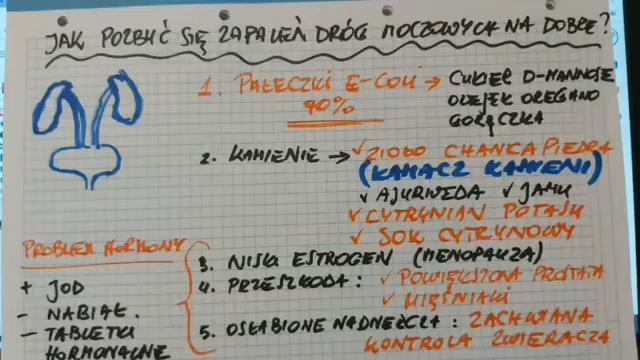 JAK POZBYĆ SIĘ ZAPALEŃ DRÓG MOCZOWYCH NA DOBRE?
1. PAŁECZKI E-COLI → CUKIER D-MANNOSE
90% OLEJEK OREGANO
GORĄCZKA
2. KAMIENIE → ✓ ZIOŁO CHANCA PIEDRA
(ŁAMACZ KAMIENI)
✓ AJURWEDA ✓ JAMU
✓ CYTRYNIAN POTASU
✓ SOK CYTRYNOWY
PROBLEM HORMONY
+ JOD
- NABIAŁ.
- TABLETKI
HORMONALNE
3. NISKI ESTROGEN (MENOPAUZA)
4. PRZESZKODA: ✓ POWIĘKSZONA PROSTATA
✓ MIĘŚNIAKI
5. OSŁABIONE NADNERCZA: ZACHWIANA
KONTROLA ZWIERACZA